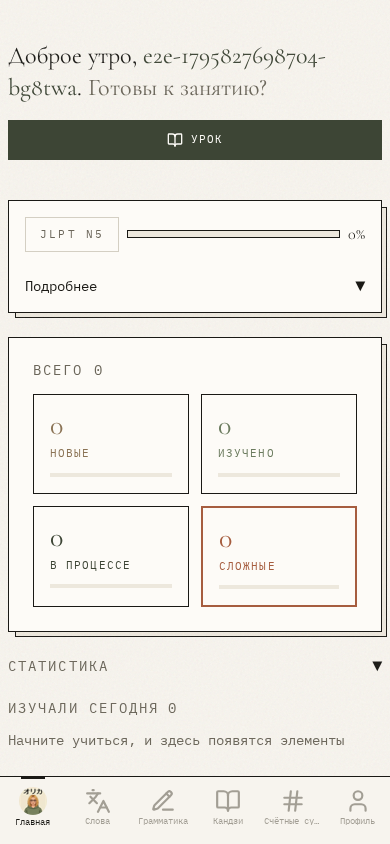 Доброе утро, e2e-1795827698704-
bg8twa. Готовы к занятию?
УРОК
JLPT N5
0%
Подробнее ▼
ВСЕГО 0
0
НОВЫЕ
0
ИЗУЧЕНО
0
В ПРОЦЕССЕ
0
СЛОЖНЫЕ
СТАТИСТИКА ▼
ИЗУЧАЛИ СЕГОДНЯ 0
Начните учиться, и здесь появятся элементы
オリカ
Главная
Слова
Грамматика
Кандзи
Счётные су…
Профиль